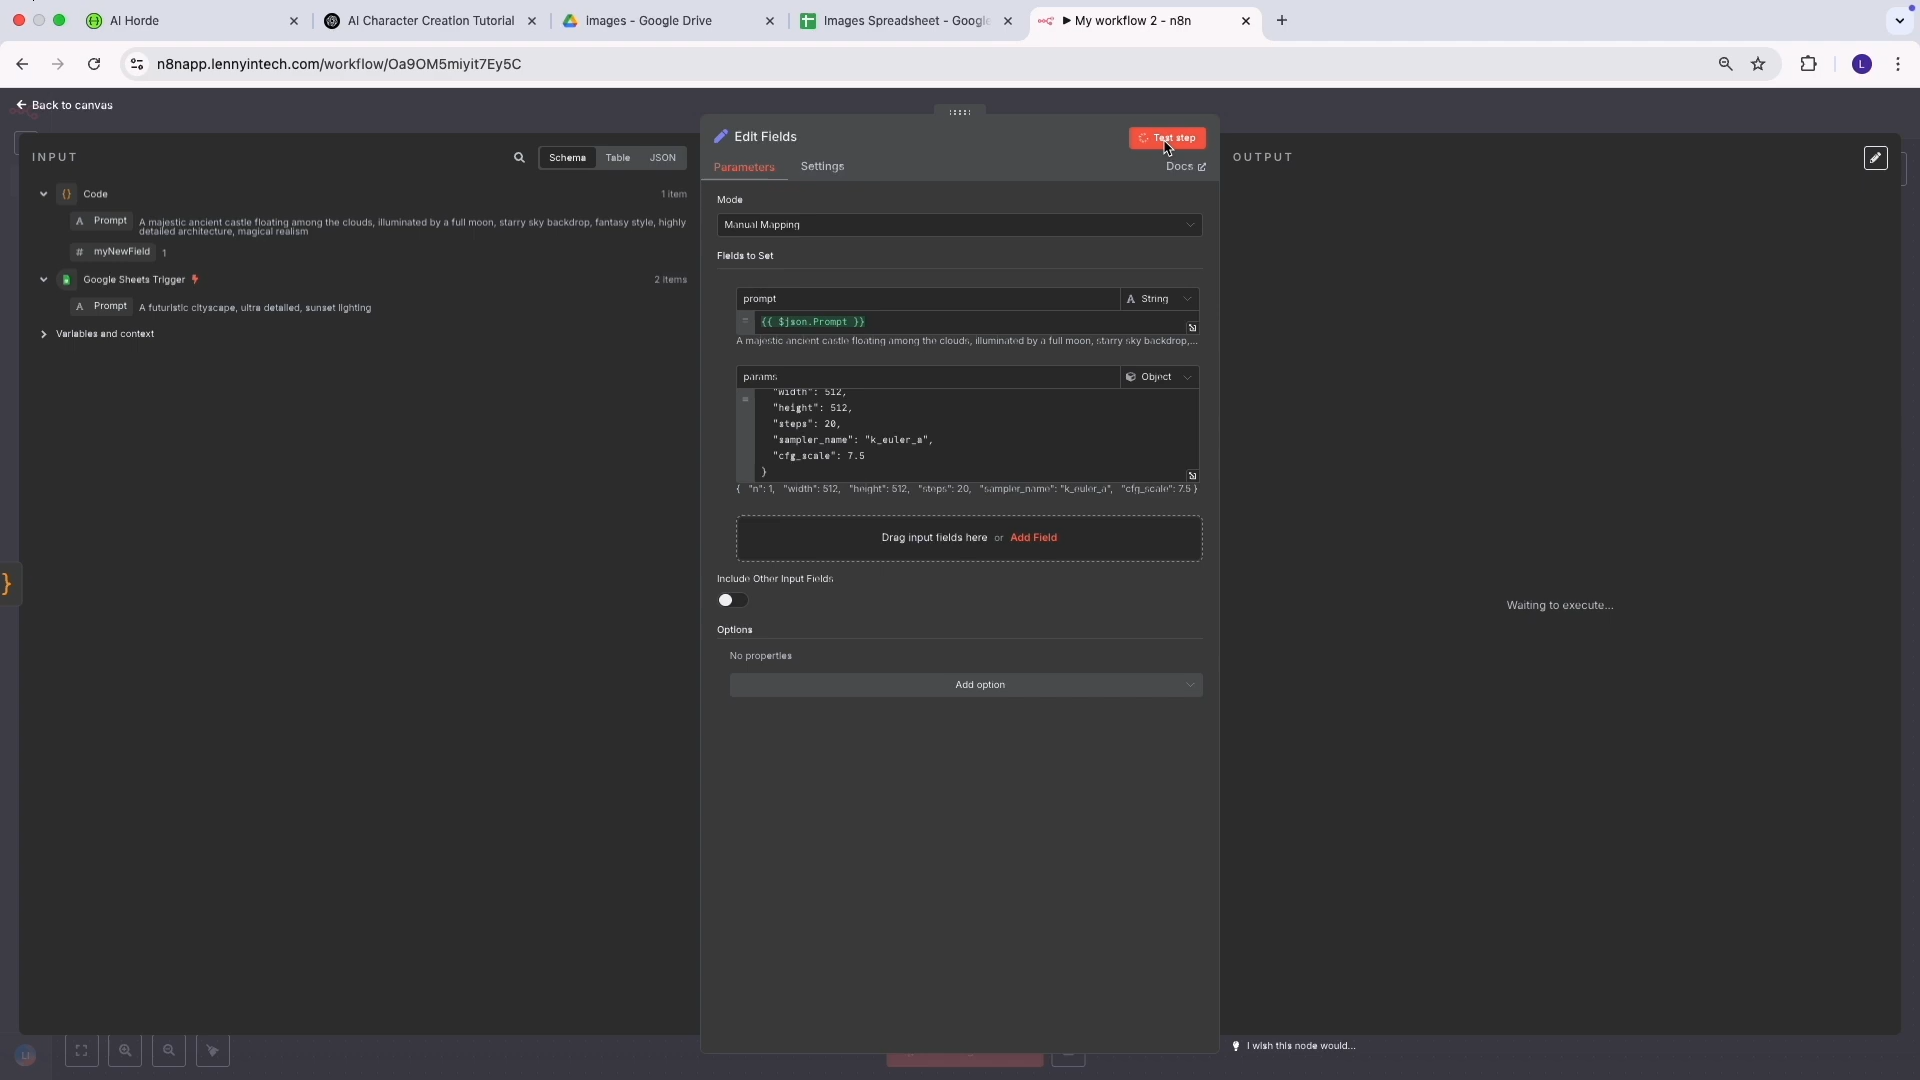 AI Horde
AI Character Creation Tutorial
Images - Google Drive
Images Spreadsheet - Google
My workflow 2 - n8n
n8napp.lennyintech.com/workflow/Oa9OM5miyit7Ey5C
L
Back to canvas
INPUT
Schema
Table
JSON
Code
1 item
A Prompt
A majestic ancient castle floating among the clouds, illuminated by a full moon, starry sky backdrop, fantasy style, highly
detailed architecture, magical realism
# myNewField
1
Google Sheets Trigger
2 items
A Prompt
A futuristic cityscape, ultra detailed, sunset lighting
Variables and context
Edit Fields
Test step
Parameters
Settings
Docs
Mode
Manual Mapping
Fields to Set
prompt
A String
= {{ $json.Prompt }}
A majestic ancient castle floating among the clouds, illuminated by a full moon, starry sky backdrop,...
params
Object
= "width": 512,
"height": 512,
"steps": 20,
"sampler_name": "k_euler_a",
"cfg_scale": 7.5
}
{ "n": 1, "width": 512, "height": 512, "steps": 20, "sampler_name": "k_euler_a", "cfg_scale": 7.5 }
Drag input fields here or Add Field
Include Other Input Fields
Options
No properties
Add option
OUTPUT
Waiting to execute...
I wish this node would...